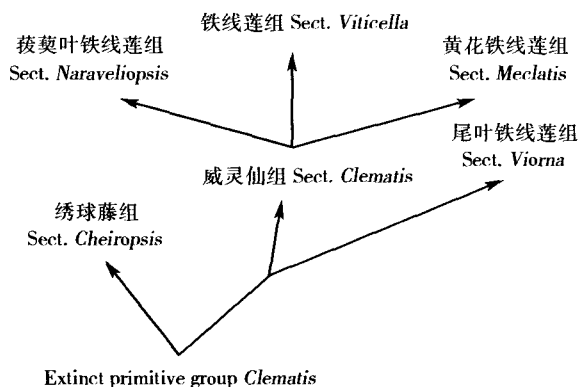 铁线莲组 Sect. Viticella
菝葜叶铁线莲组
Sect. Naraveliopsis
黄花铁线莲组
Sect. Meclatis
尾叶铁线莲组
Sect. Viorna
威灵仙组 Sect. Clematis
绣球藤组
Sect. Cheiropsis
Extinct primitive group Clematis